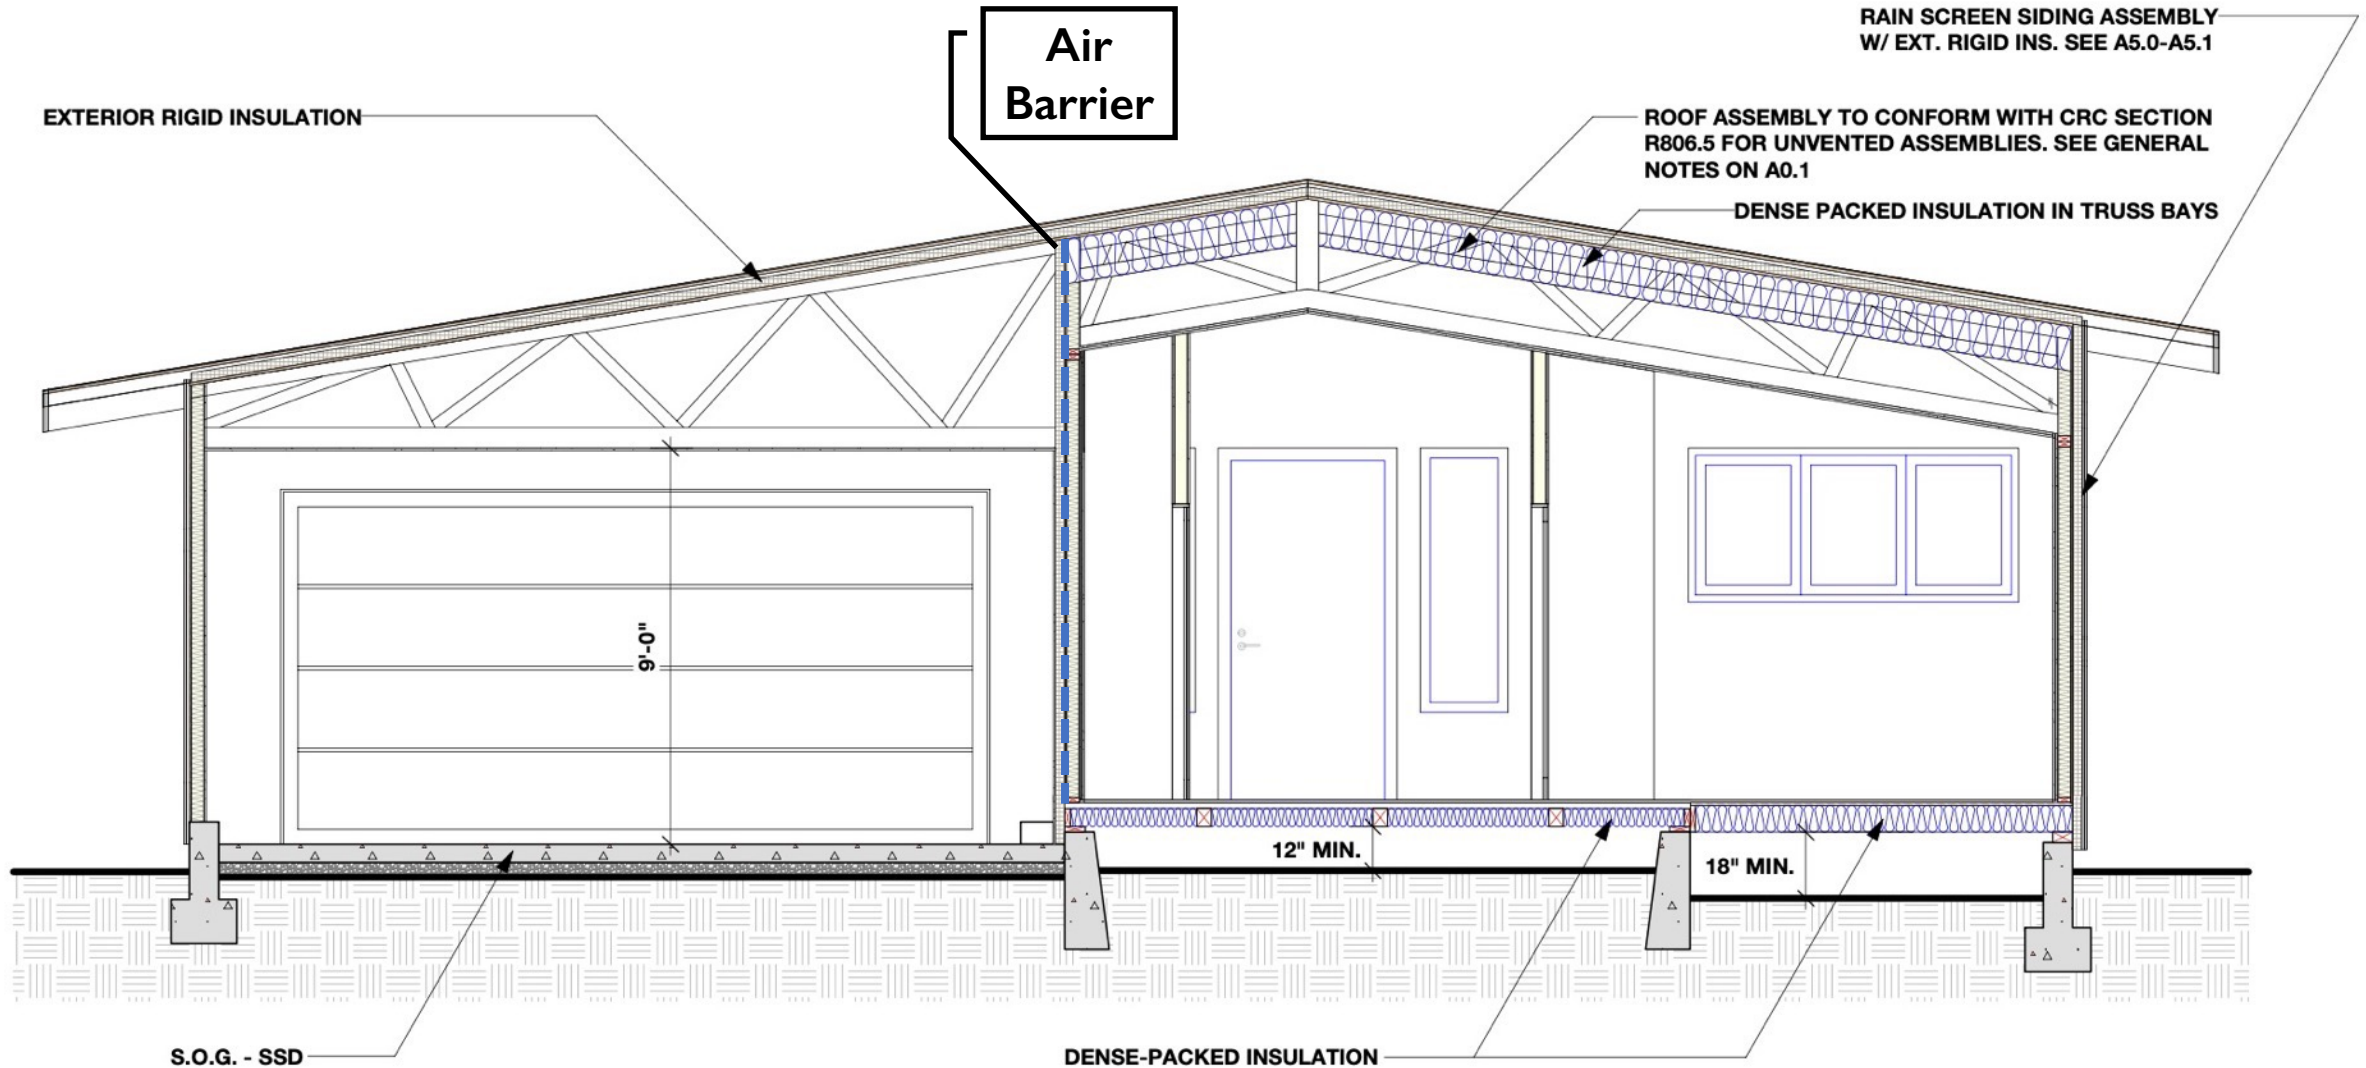 Air
Barrier
RAIN SCREEN SIDING ASSEMBLY
W/ EXT. RIGID INS. SEE A5.0-A5.1
EXTERIOR RIGID INSULATION
ROOF ASSEMBLY TO CONFORM WITH CRC SECTION
R806.5 FOR UNVENTED ASSEMBLIES. SEE GENERAL
NOTES ON A0.1
DENSE PACKED INSULATION IN TRUSS BAYS
9'-0"
12" MIN.
18" MIN.
S.O.G. - SSD
DENSE-PACKED INSULATION